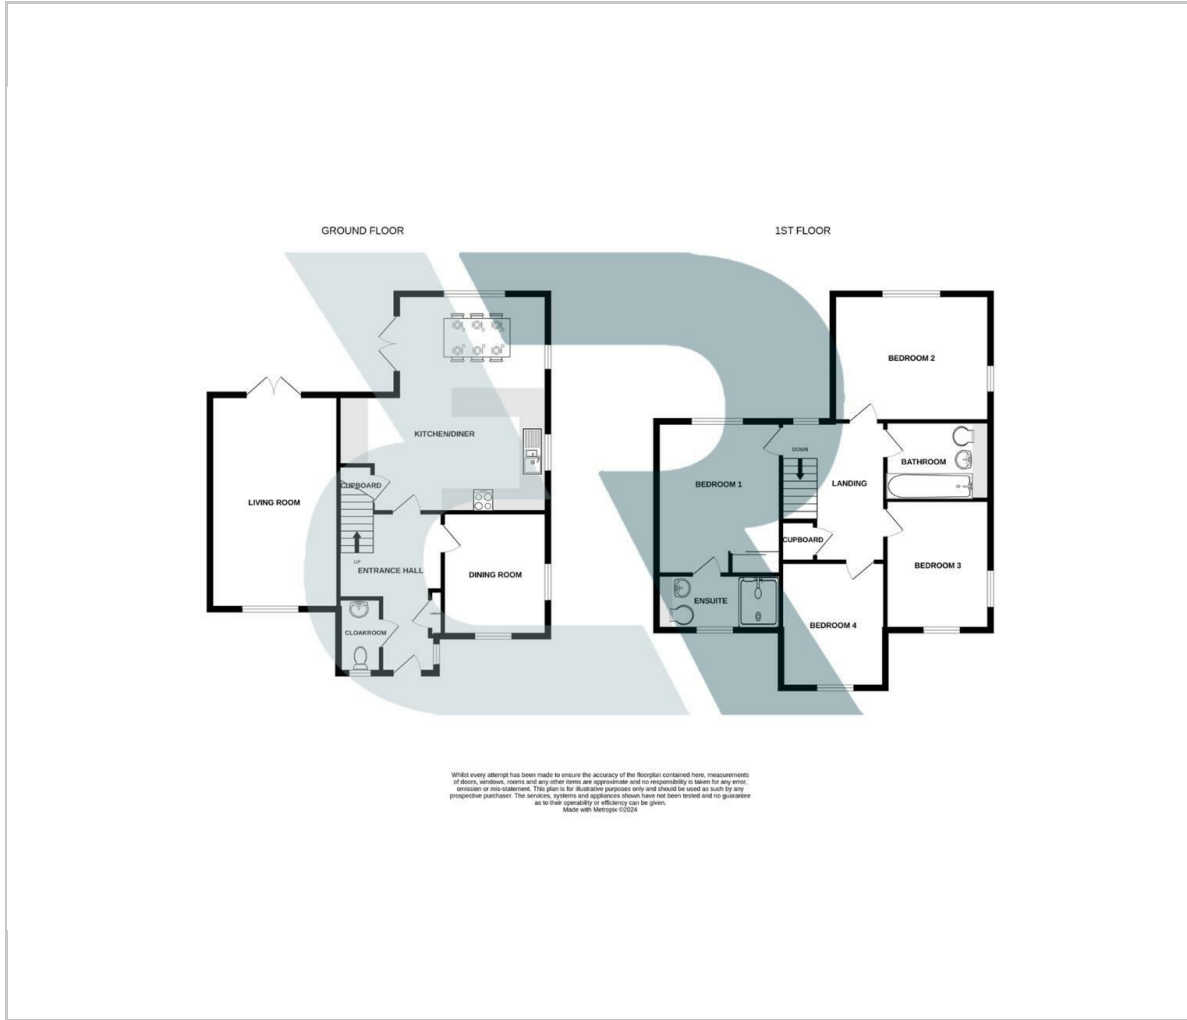 GROUND FLOOR
1ST FLOOR
KITCHEN/DINER
CUPBOARD
LIVING ROOM
UP
ENTRANCE HALL
DINING ROOM
CLOAKROOM
BEDROOM 2
DOWN
BATHROOM
BEDROOM 1
LANDING
CUPBOARD
BEDROOM 3
ENSUITE
BEDROOM 4
Whilst every attempt has been made to ensure the accuracy of the floorplan contained here, measurements
of doors, windows, rooms and any other items are approximate and no responsibility is taken for any error,
omission or mis-statement. This plan is for illustrative purposes only and should be used as such by any
prospective purchaser. The services, systems and appliances shown have not been tested and no guarantee
as to their operability or efficiency can be given.
Made with Metropix ©2024